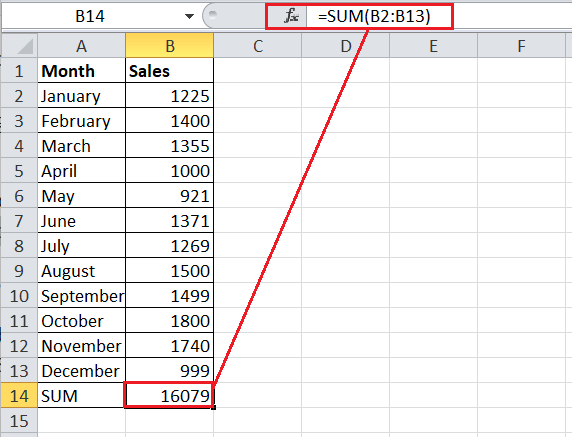 B14 fx =SUM(B2:B13)
A B C D E F
1 Month Sales
2 January 1225
3 February 1400
4 March 1355
5 April 1000
6 May 921
7 June 1371
8 July 1269
9 August 1500
10 September 1499
11 October 1800
12 November 1740
13 December 999
14 SUM 16079
15